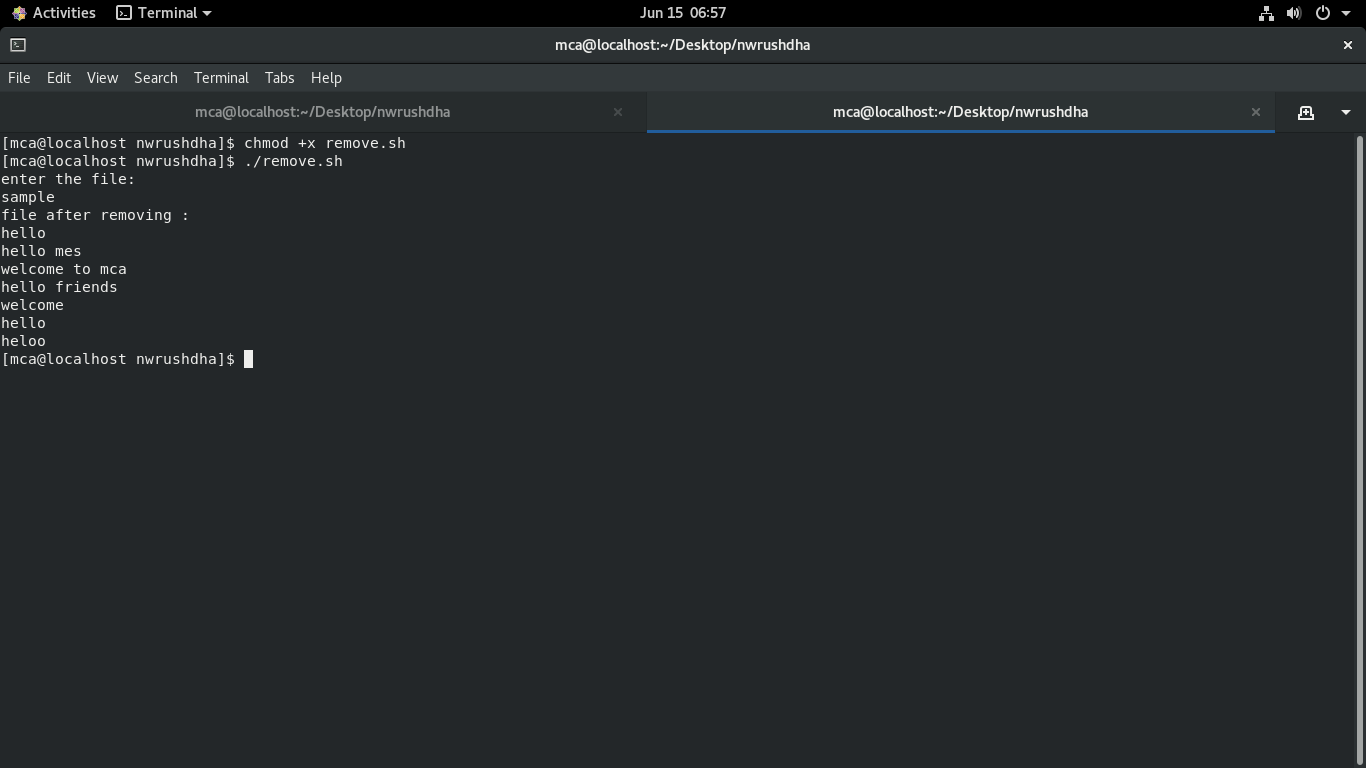 Activities Terminal Jun 15 06:57
mca@localhost:~/Desktop/nwrushdha
File Edit View Search Terminal Tabs Help
mca@localhost:~/Desktop/nwrushdha mca@localhost:~/Desktop/nwrushdha
[mca@localhost nwrushdha]$ chmod +x remove.sh
[mca@localhost nwrushdha]$ ./remove.sh
enter the file:
sample
file after removing :
hello
hello mes
welcome to mca
hello friends
welcome
hello
heloo
[mca@localhost nwrushdha]$